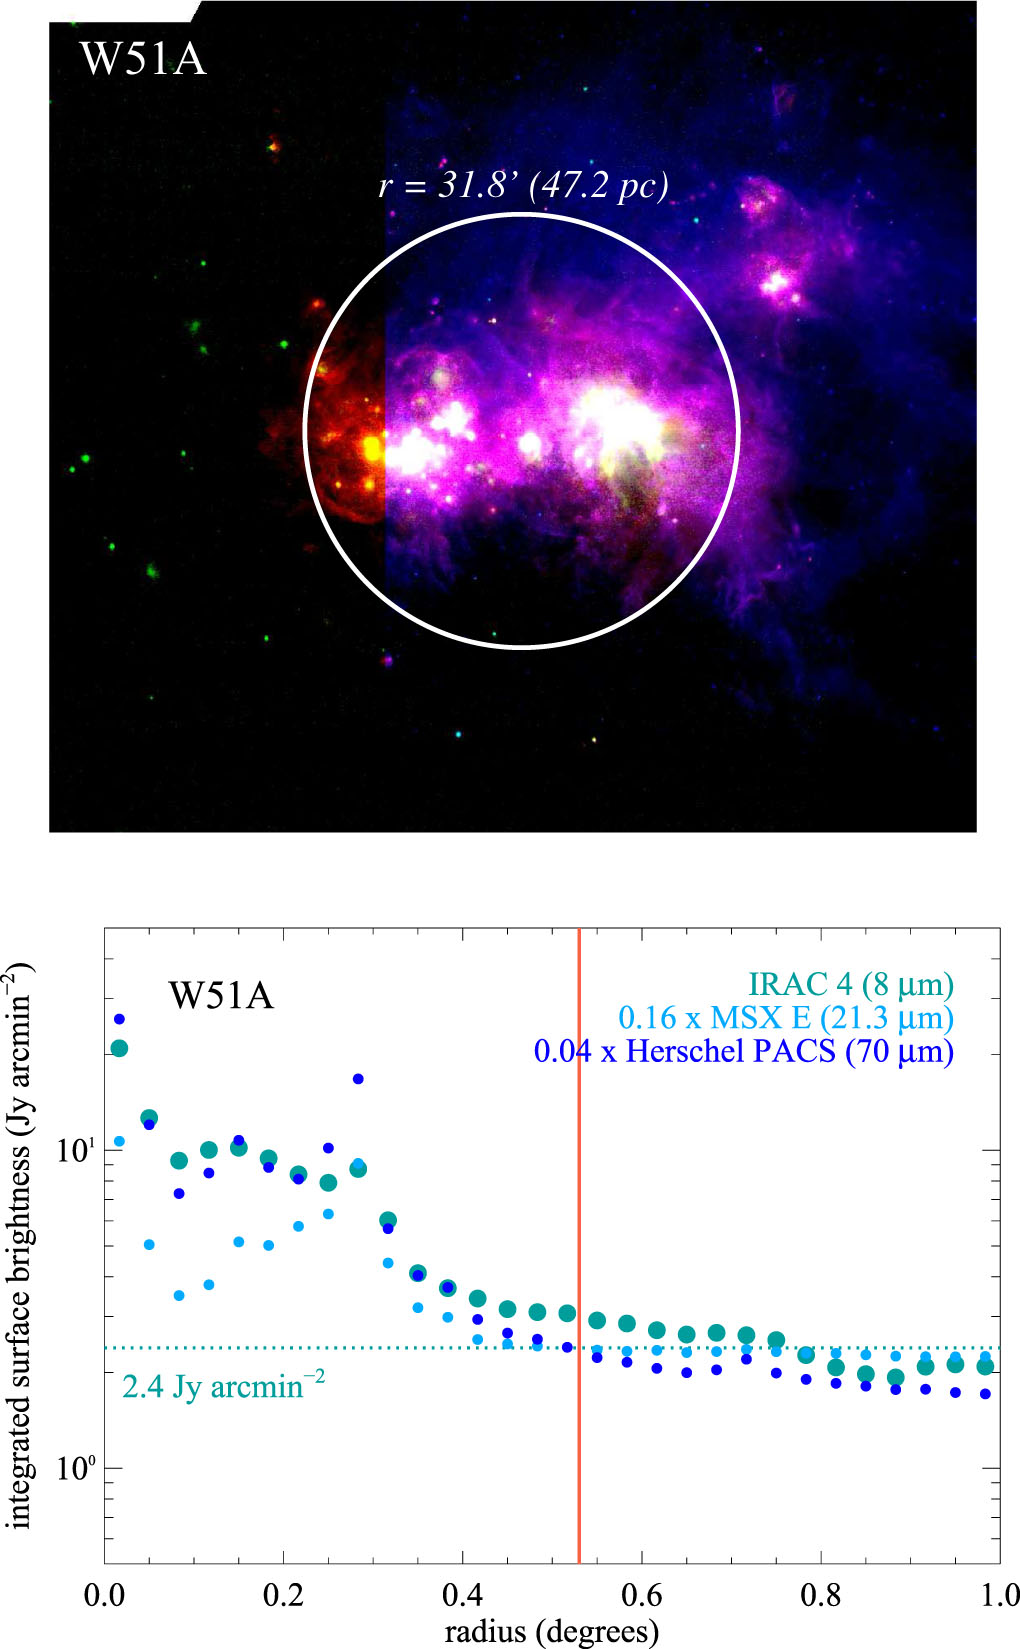 W51A
r = 31.8’ (47.2 pc)
W51A
IRAC 4 (8 μm)
0.16 x MSX E (21.3 μm)
0.04 x Herschel PACS (70 μm)
integrated surface brightness (Jy arcmin⁻²)
10¹
10⁰
2.4 Jy arcmin⁻²
0.0 0.2 0.4 0.6 0.8 1.0
radius (degrees)